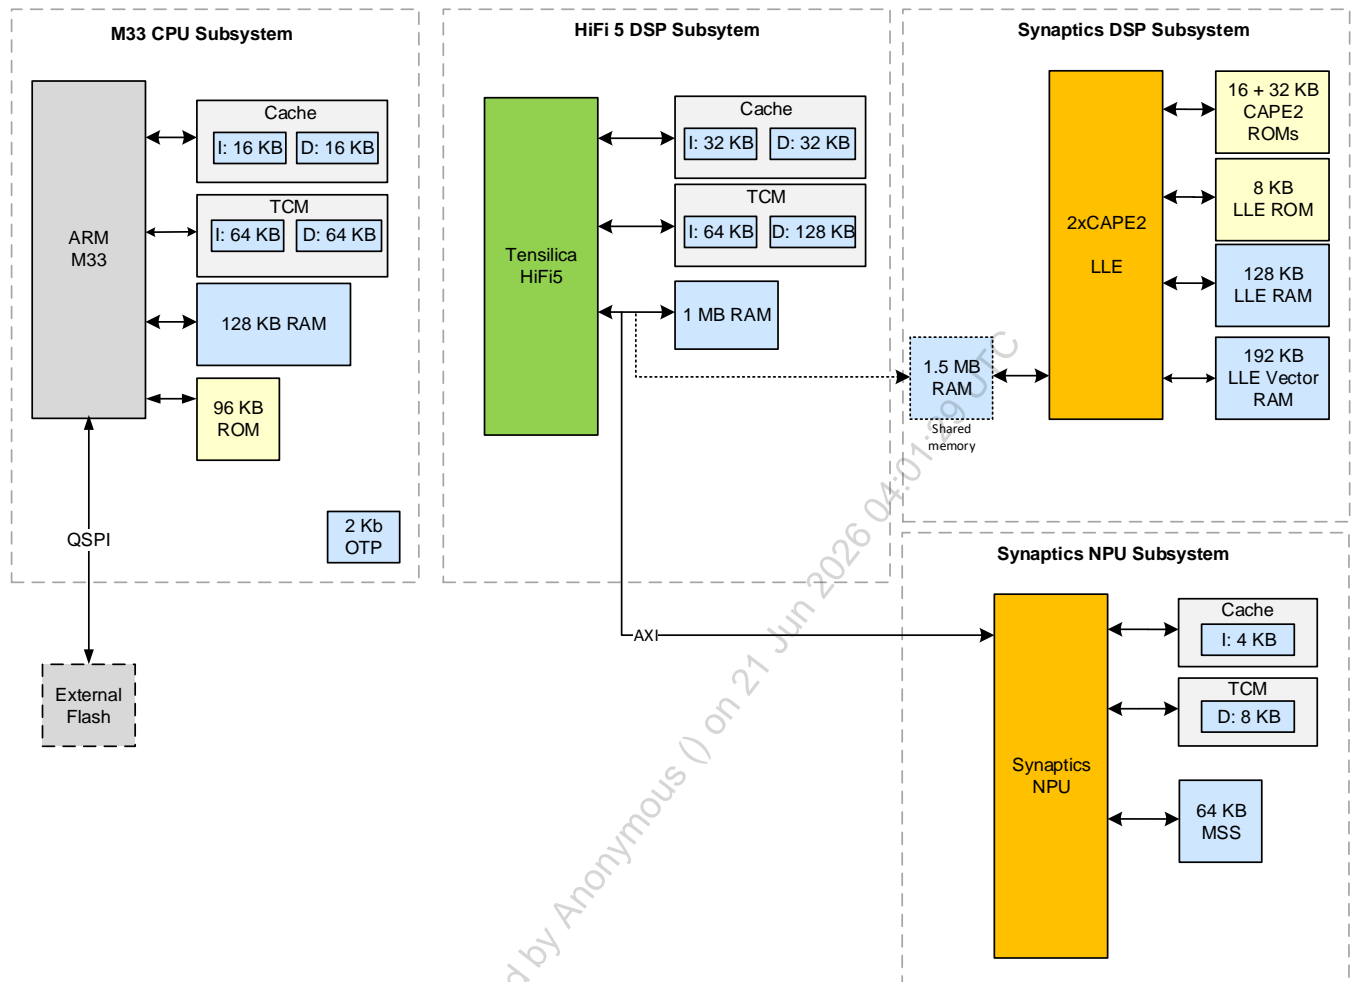 M33 CPU Subsystem
ARM
M33
Cache
I: 16 KB
D: 16 KB
TCM
I: 64 KB
D: 64 KB
128 KB RAM
96 KB
ROM
2 Kb
OTP
QSPI
External
Flash
HiFi 5 DSP Subsytem
Tensilica
HiFi5
Cache
I: 32 KB
D: 32 KB
TCM
I: 64 KB
D: 128 KB
1 MB RAM
AXI
Synaptics DSP Subsystem
2xCAPE2
LLE
16 + 32 KB
CAPE2
ROMs
8 KB
LLE ROM
128 KB
LLE RAM
192 KB
LLE Vector
RAM
1.5 MB
RAM
Shared
memory
Synaptics NPU Subsystem
Synaptics
NPU
Cache
I: 4 KB
TCM
D: 8 KB
64 KB
MSS
by Anonymous () on 21 Jun 2026 04:01:29 UTC